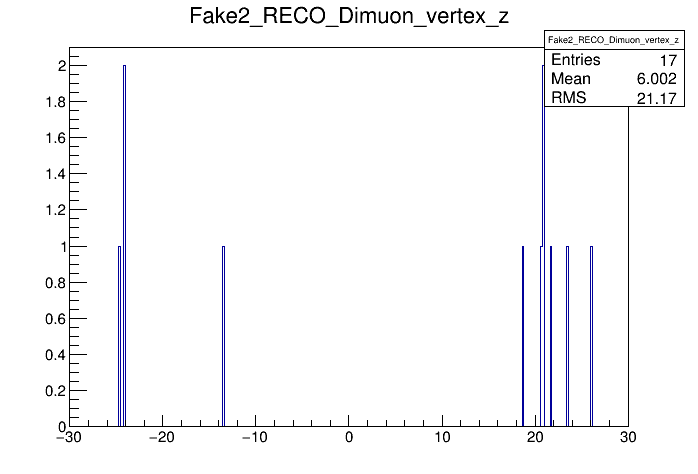 Fake2_RECO_Dimuon_vertex_z
Fake2_RECO_Dimuon_vertex_z
Entries 17
Mean 6.002
RMS 21.17
2
1.8
1.6
1.4
1.2
1
0.8
0.6
0.4
0.2
0
−30 −20 −10 0 10 20 30